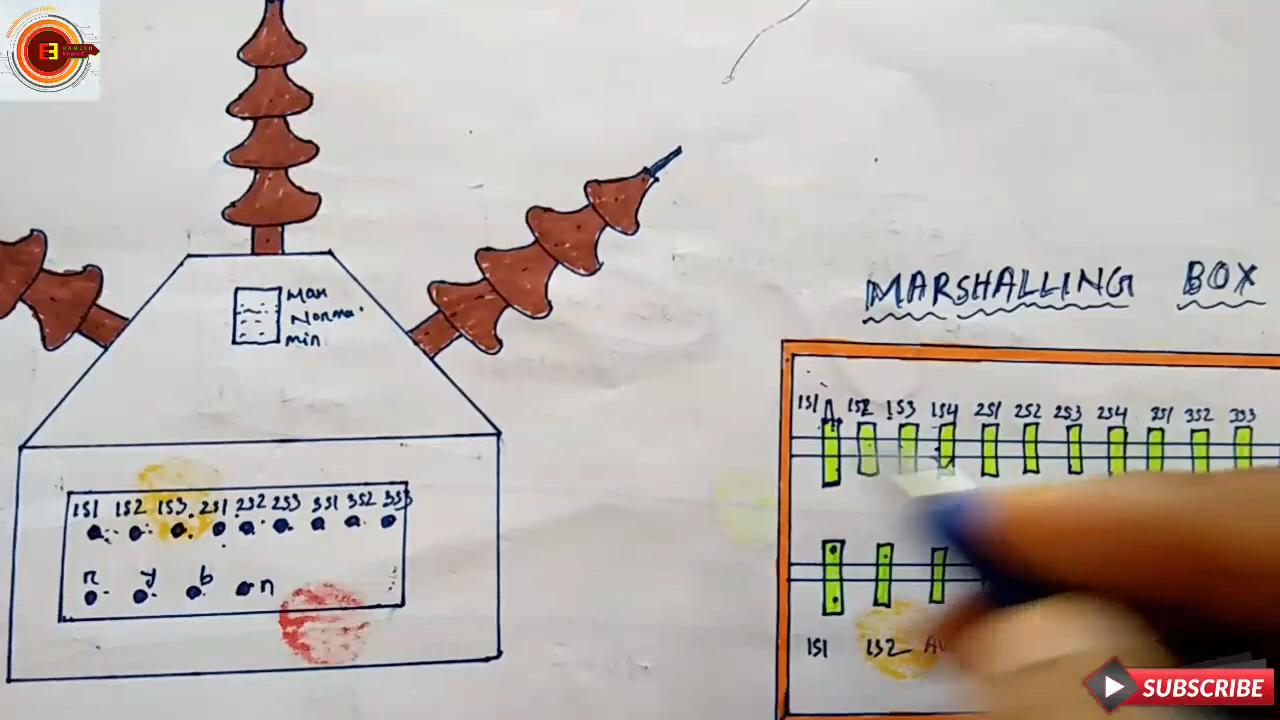 MARSHALLING BOX
Max
Normal
min
1S1 1S2 1S3 1S4 2S1 2S2 2S3 2S4 3S1 3S2 3S3
1S1 1S2 1S3 2S1 2S2 2S3 3S1 3S2 3S3
r y b n
1S1 1S2
SUBSCRIBE